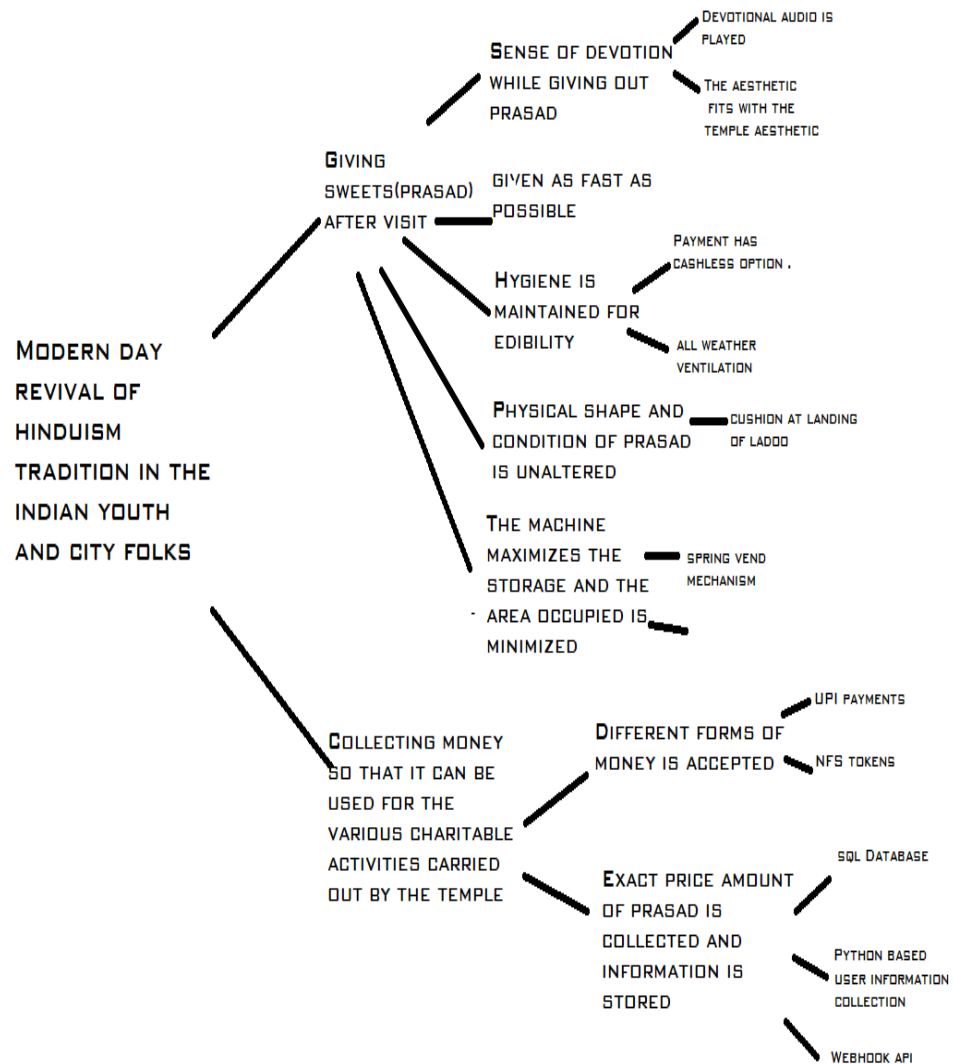 Modern day
revival of
hinduism
tradition in the
indian youth
and city folks
Giving
sweets(prasad)
after visit
Sense of devotion
while giving out
prasad
Devotional audio is
played
The aesthetic
fits with the
temple aesthetic
given as fast as
possible
Hygiene is
maintained for
edibility
Payment has
cashless option .
all weather
ventilation
Physical shape and
condition of prasad
is unaltered
cushion at landing
of ladoo
The machine
maximizes the
storage and the
area occupied is
minimized
spring vend
mechanism
Collecting money
so that it can be
used for the
various charitable
activities carried
out by the temple
Different forms of
money is accepted
UPI payments
NFS tokens
Exact price amount
of prasad is
collected and
information is
stored
sql Database
Python based
user information
collection
Webhook api